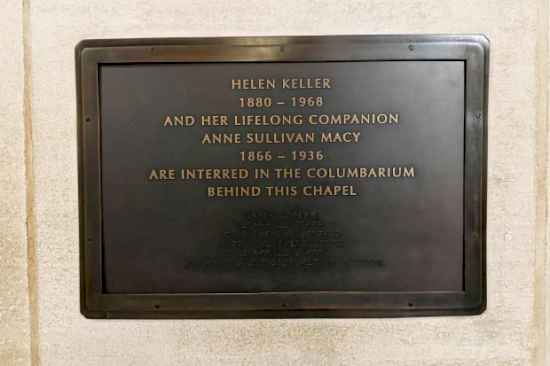 HELEN KELLER
1880 – 1968
AND HER LIFELONG COMPANION
ANNE SULLIVAN MACY
1866 – 1936
ARE INTERRED IN THE COLUMBARIUM
BEHIND THIS CHAPEL